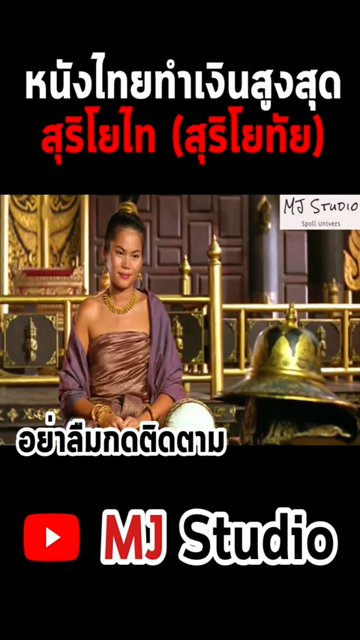 หนังไทยทำเงินสูงสุด
สุริโยไท (สุริโยทัย)
MJ STUDIO
Spoll Univers
อย่าลืมกดติดตาม
MJ Studio